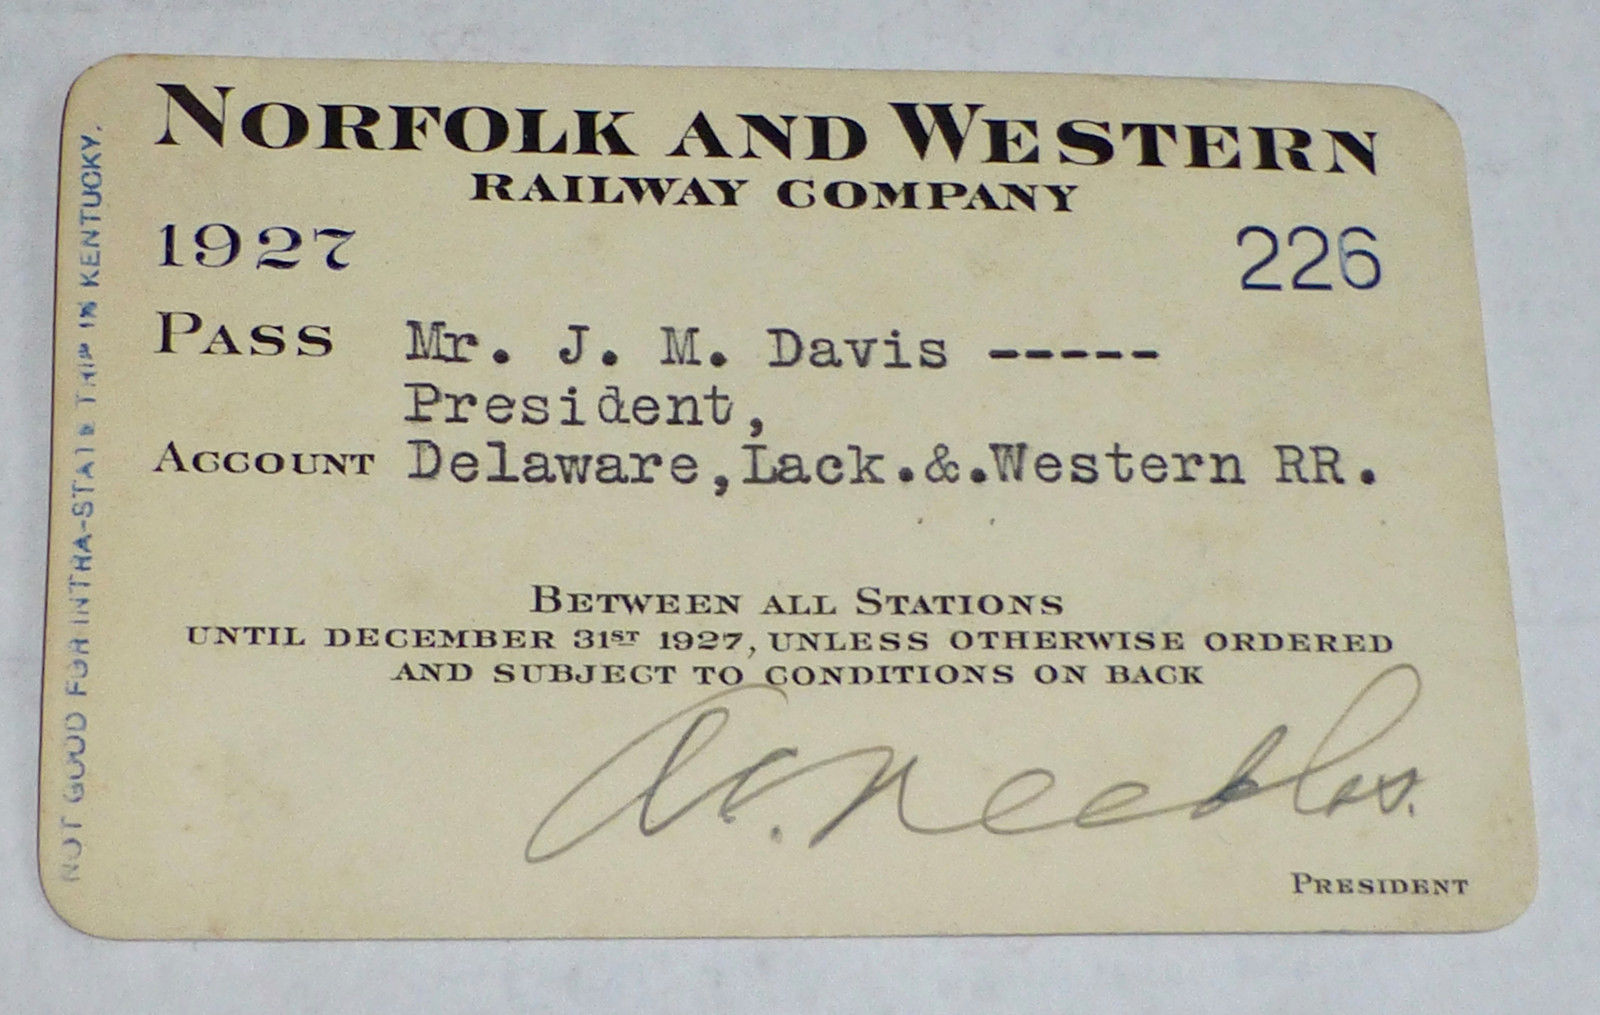 NORFOLK AND WESTERN
RAILWAY COMPANY
1927 226
PASS Mr. J. M. Davis -----
President,
ACCOUNT Delaware,Lack.&.Western RR.
BETWEEN ALL STATIONS
UNTIL DECEMBER 31ST 1927, UNLESS OTHERWISE ORDERED
AND SUBJECT TO CONDITIONS ON BACK
A.C. Needles.
PRESIDENT
NOT GOOD FOR INTRA-STATE TRIP IN KENTUCKY.